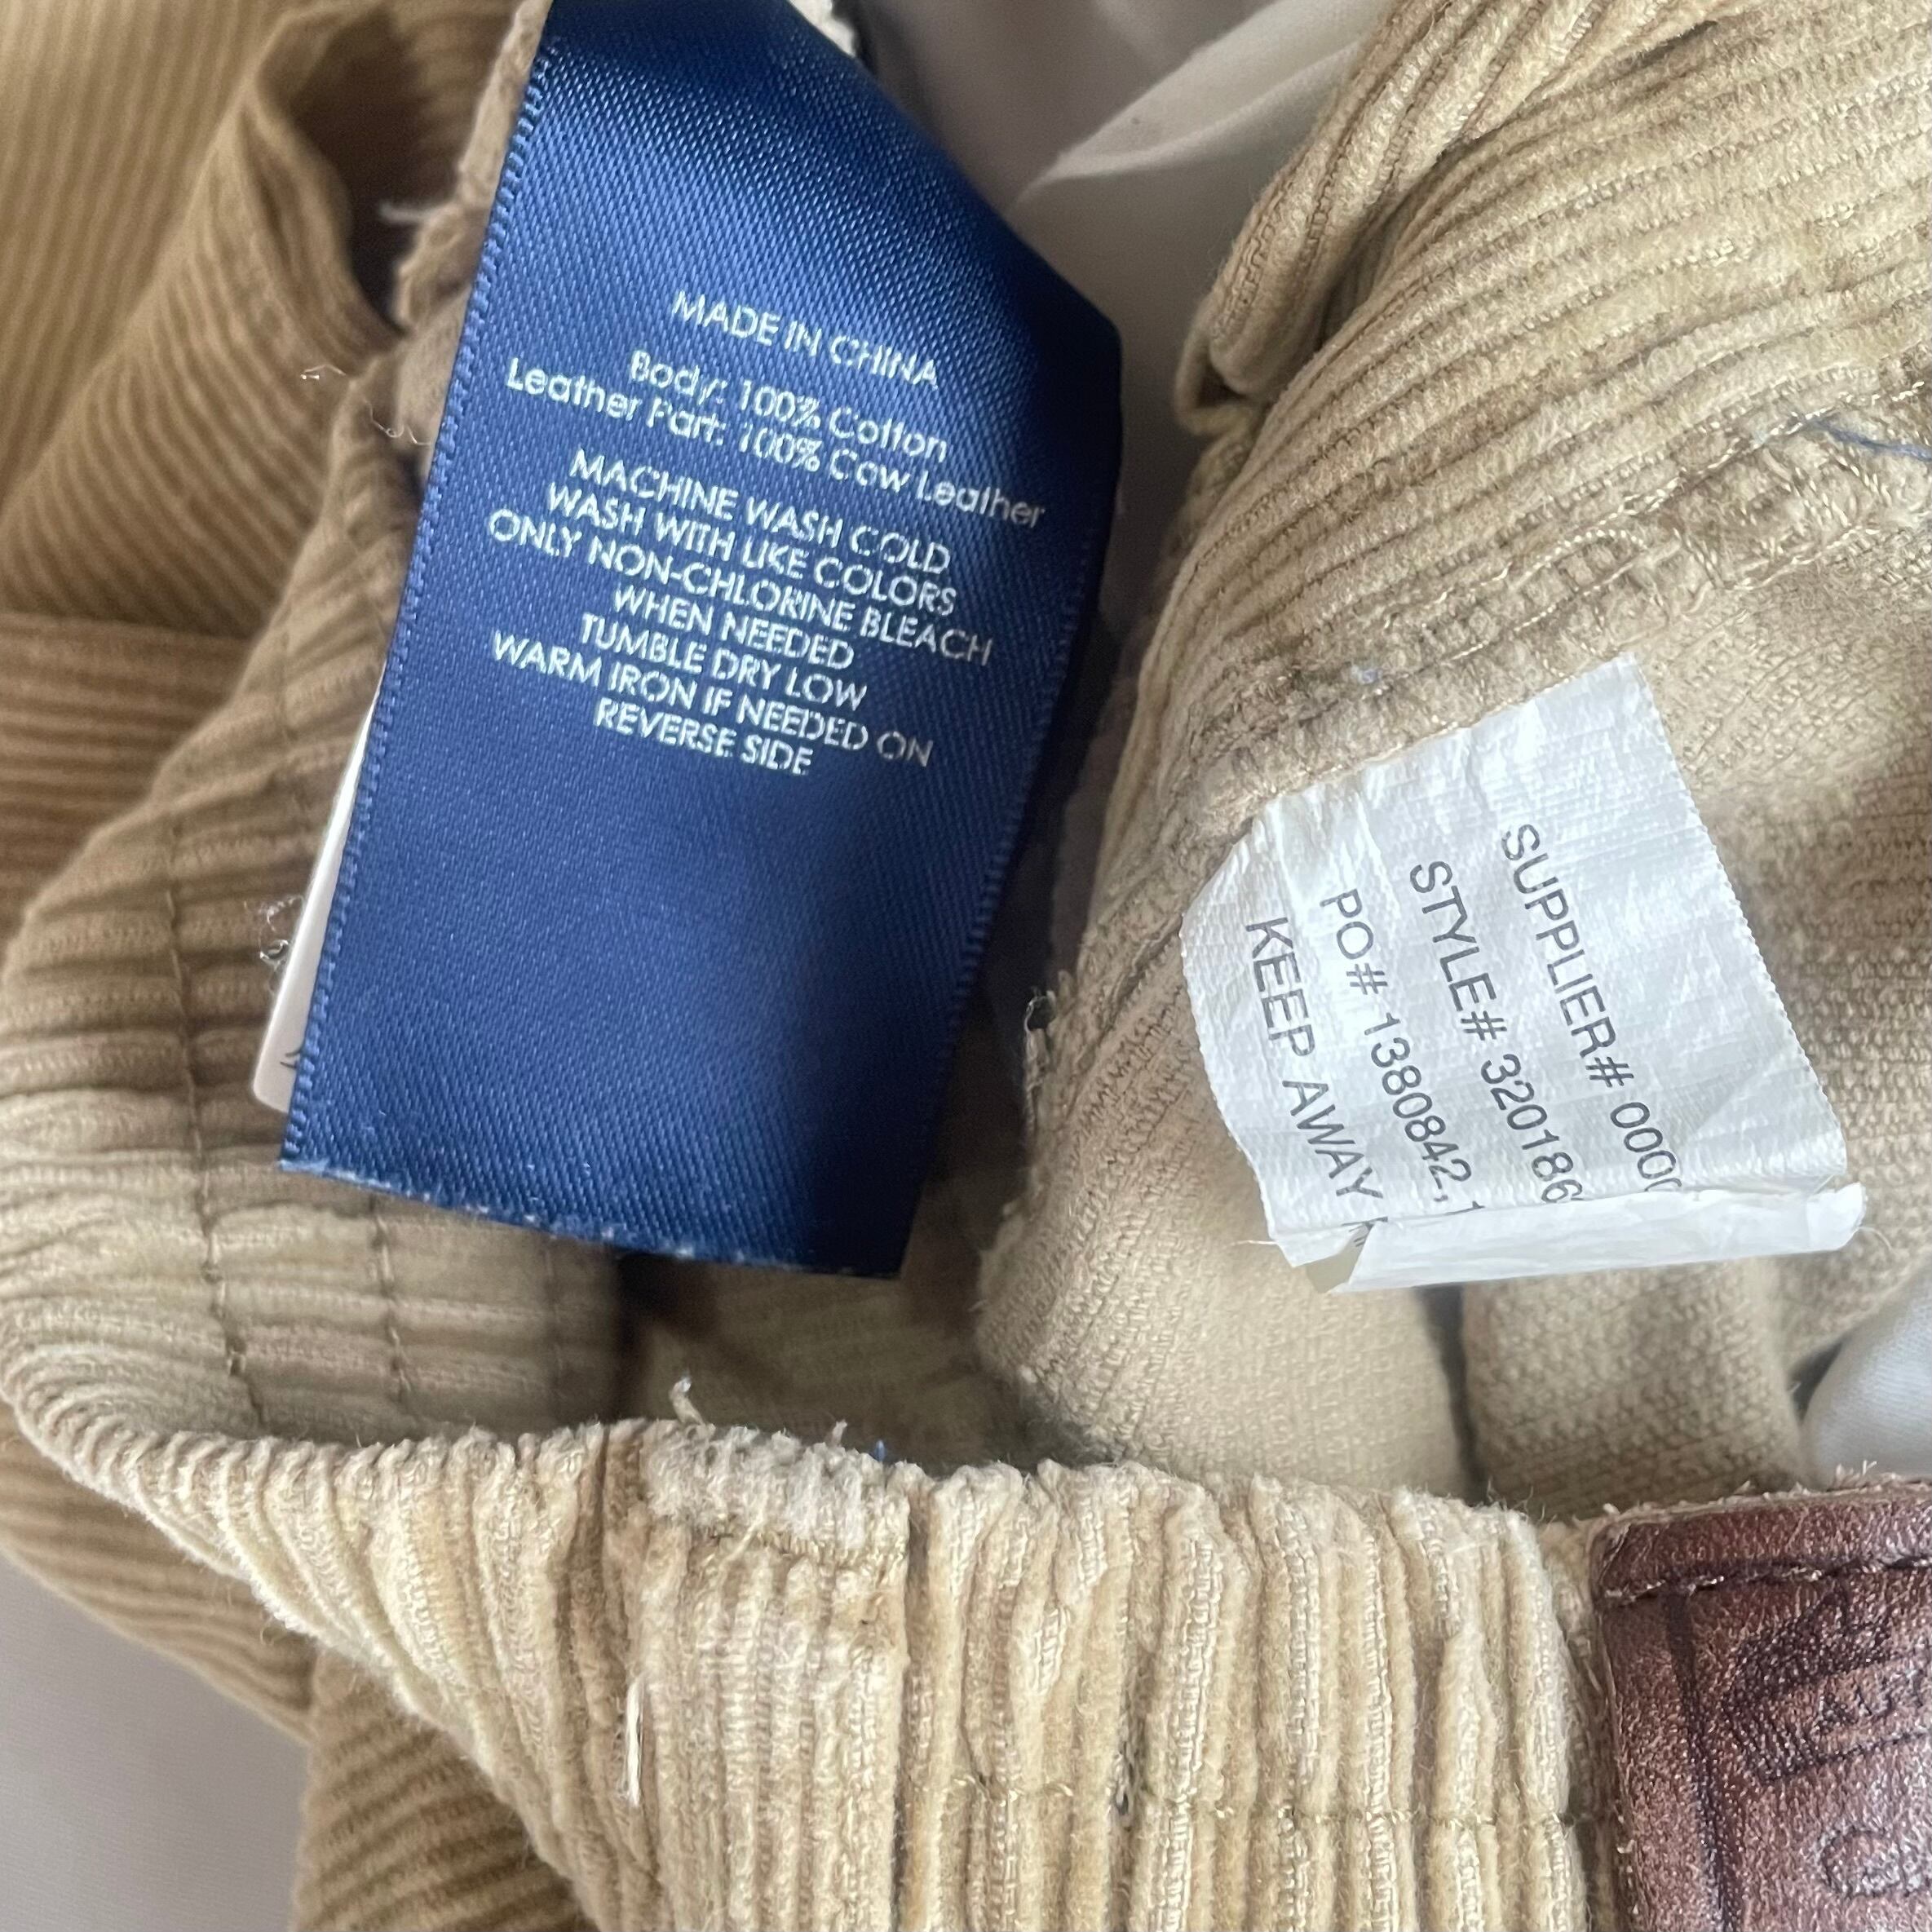 MADE IN CHINA
Body: 100% Cotton
Leather Part: 100% Cow Leather
MACHINE WASH COLD
WASH WITH LIKE COLORS
ONLY NON-CHLORINE BLEACH
WHEN NEEDED
TUMBLE DRY LOW
WARM IRON IF NEEDED ON
REVERSE SIDE
SUPPLIER# 000
STYLE# 320186
PO# 1380842,
KEEP AWAY